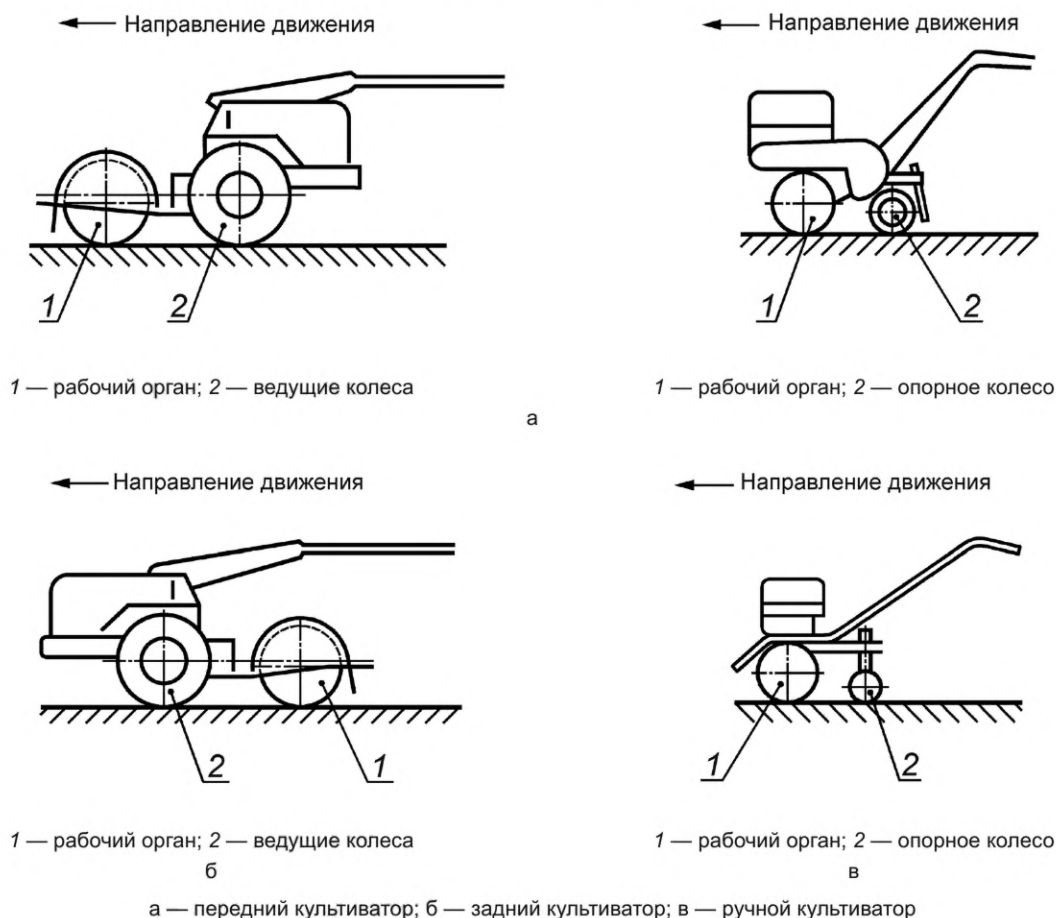 Направление движения
Направление движения
1
2
1
2
1 — рабочий орган; 2 — ведущие колеса
1 — рабочий орган; 2 — опорное колесо
а
Направление движения
Направление движения
2
1
1
2
1 — рабочий орган; 2 — ведущие колеса
1 — рабочий орган; 2 — опорное колесо
б
в
а — передний культиватор; б — задний культиватор; в — ручной культиватор